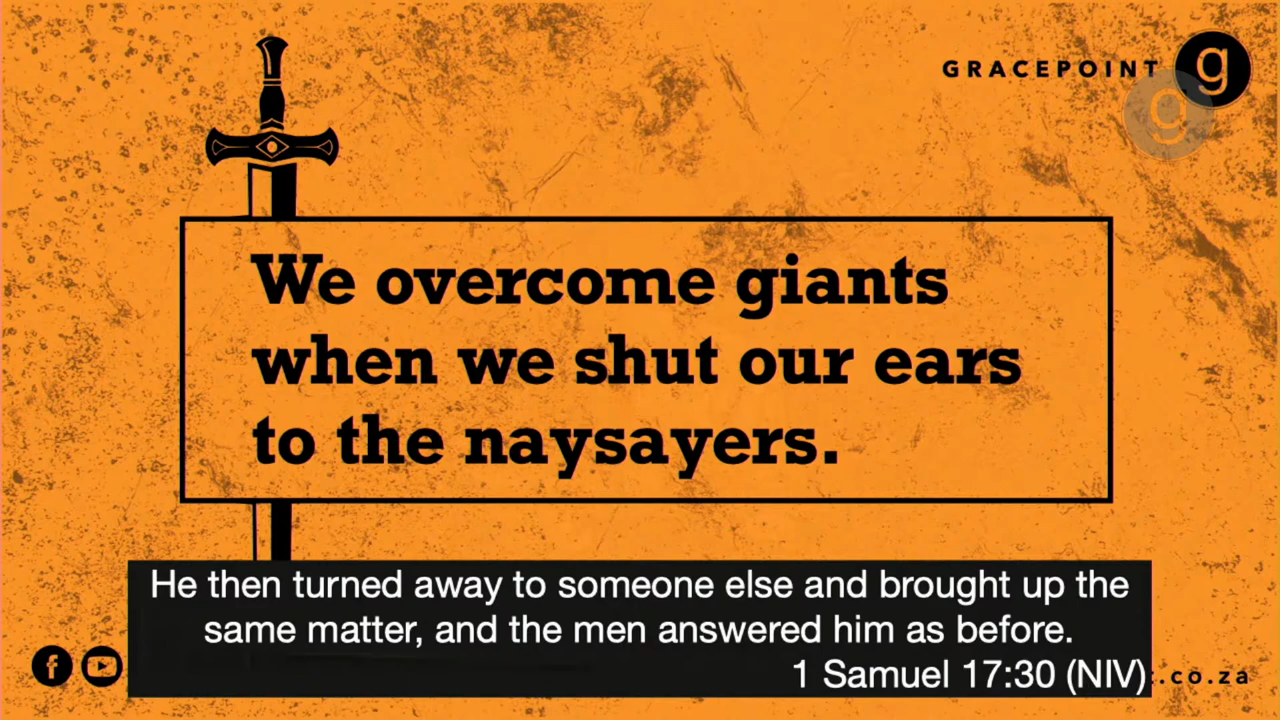 GRACEPOINT
g
g
We overcome giants
when we shut our ears
to the naysayers.
He then turned away to someone else and brought up the
same matter, and the men answered him as before.
1 Samuel 17:30 (NIV)
.co.za